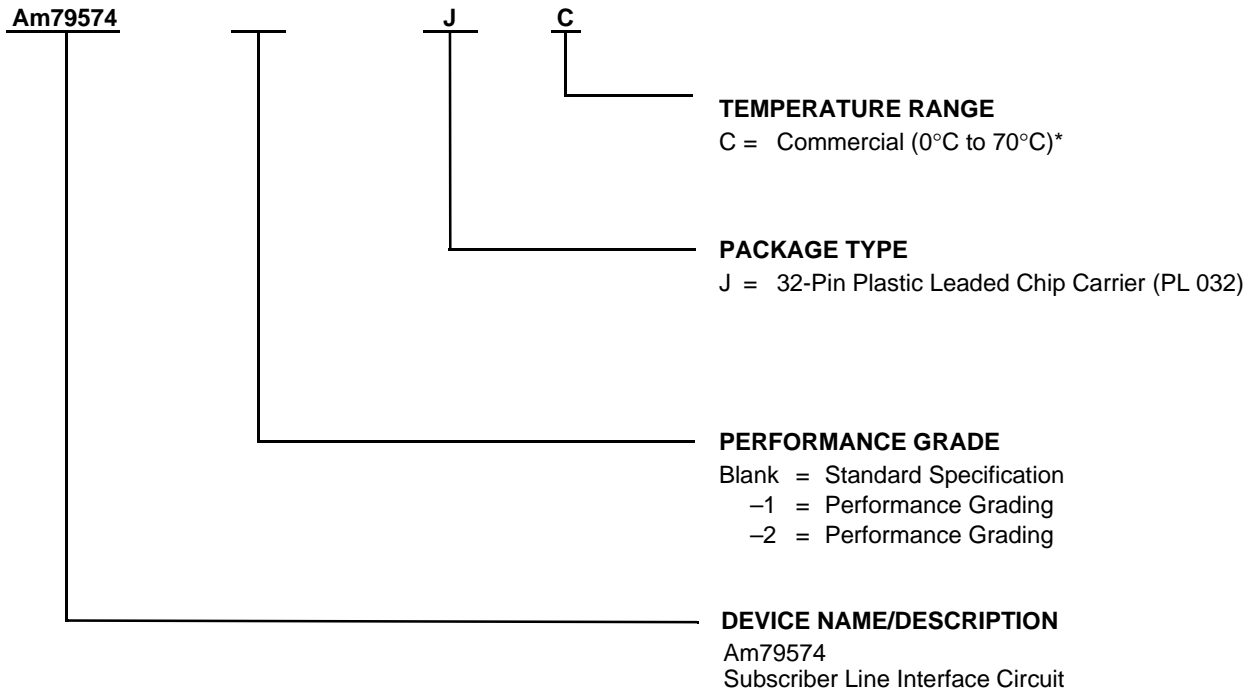 Am79574 J C
TEMPERATURE RANGE
C = Commercial (0°C to 70°C)*
PACKAGE TYPE
J = 32-Pin Plastic Leaded Chip Carrier (PL 032)
PERFORMANCE GRADE
Blank = Standard Specification
–1 = Performance Grading
–2 = Performance Grading
DEVICE NAME/DESCRIPTION
Am79574
Subscriber Line Interface Circuit